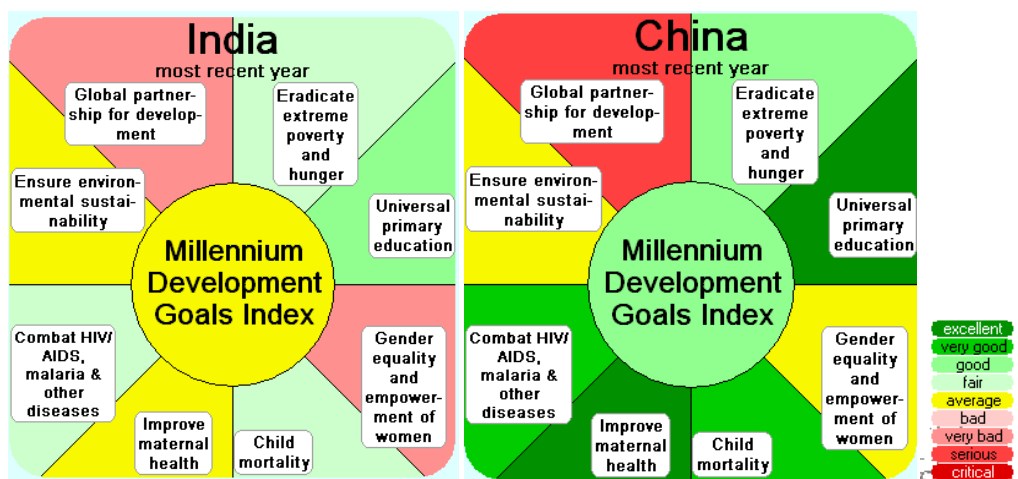 India
most recent year
Global partner-
ship for develop-
ment
Eradicate
extreme
poverty
and
hunger
Ensure environ-
mental sustai-
nability
Universal
primary
education
Millennium
Development
Goals Index
Combat HIV/
AIDS,
malaria &
other
diseases
Gender
equality
and
empower-
ment of
women
Improve
maternal
health
Child
mortality
China
most recent year
Global partner-
ship for develop-
ment
Eradicate
extreme
poverty
and
hunger
Ensure environ-
mental sustai-
nability
Universal
primary
education
Millennium
Development
Goals Index
Combat HIV/
AIDS,
malaria &
other
diseases
Gender
equality
and
empower-
ment of
women
Improve
maternal
health
Child
mortality
excellent
very good
good
fair
average
bad
very bad
serious
critical